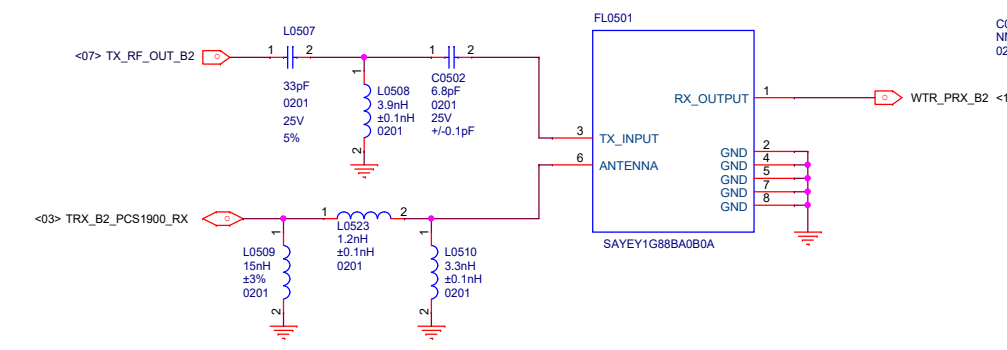 FL0501
L0507
<07> TX_RF_OUT_B2
1
2
1
2
C0502
6.8pF
0201
25V
+/-0.1pF
33pF
0201
25V
5%
1
L0508
3.9nH
±0.1nH
0201
2
RX_OUTPUT
1
WTR_PRX_B2
3
TX_INPUT
6
ANTENNA
GND
2
GND
4
GND
5
GND
7
GND
8
SAYEY1G88BA0B0A
<03> TRX_B2_PCS1900_RX
1
2
L0523
1.2nH
±0.1nH
0201
1
L0509
15nH
±3%
0201
2
1
L0510
3.3nH
±0.1nH
0201
2